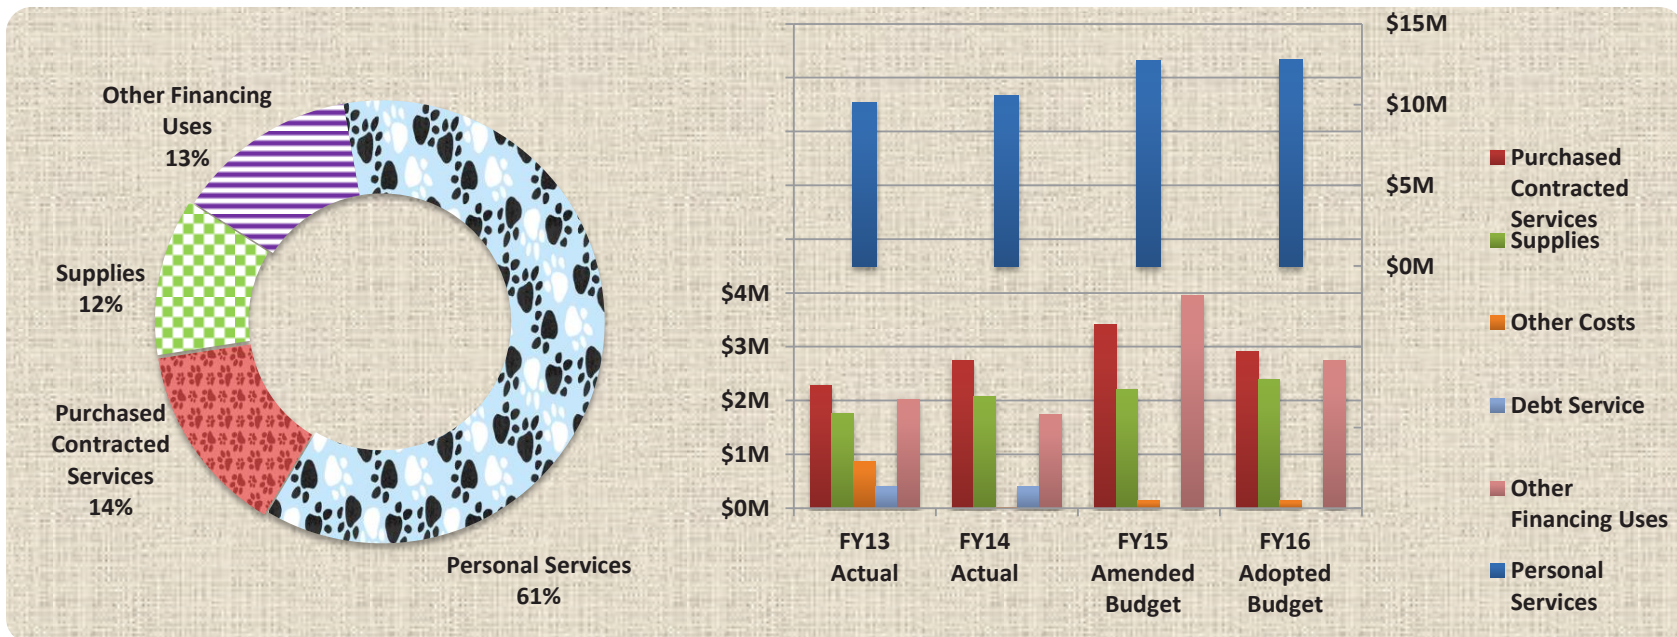 Other Financing
Uses
13%
Supplies
12%
Purchased
Contracted
Services
14%
Personal Services
61%
$15M
$10M
$5M
$0M
$4M
$3M
$2M
$1M
$0M
FY13
Actual
FY14
Actual
FY15
Amended
Budget
FY16
Adopted
Budget
Purchased
Contracted
Services
Supplies
Other Costs
Debt Service
Other
Financing Uses
Personal
Services